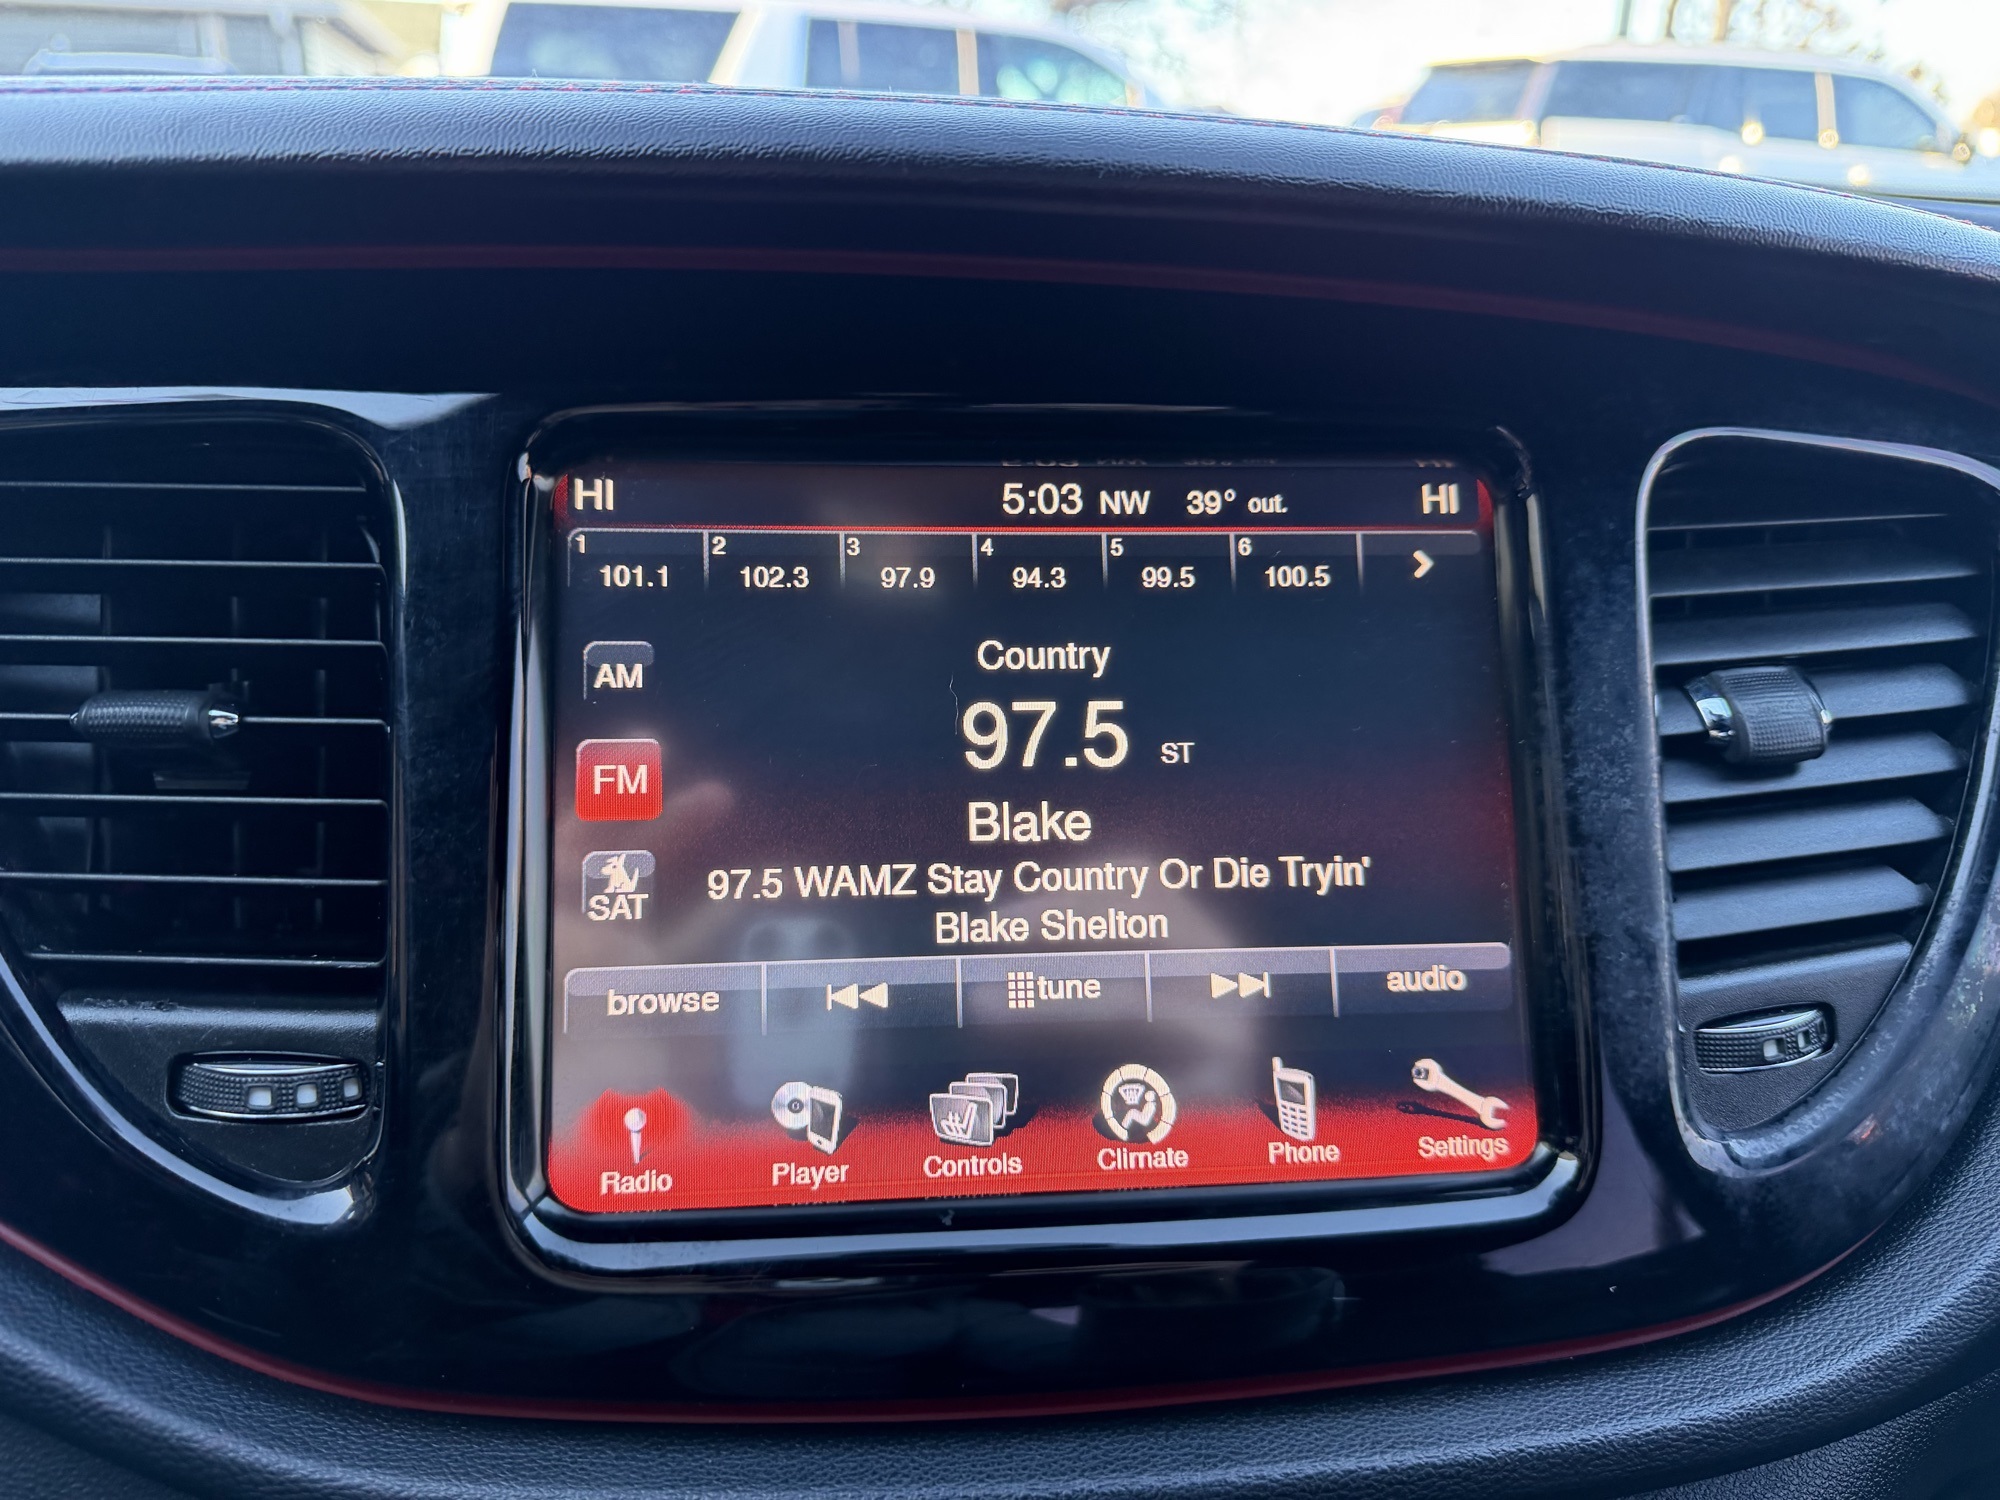 HI 5:03 NW 39° out. HI
1 2 3 4 5 6
101.1 102.3 97.9 94.3 99.5 100.5
Country
AM
97.5 ST
FM
Blake
97.5 WAMZ Stay Country Or Die Tryin'
SAT
Blake Shelton
browse tune audio
Radio Player Controls Climate Phone Settings